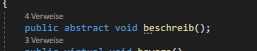 {
4 Verweise
public abstract void beschreib();
3 Verweise